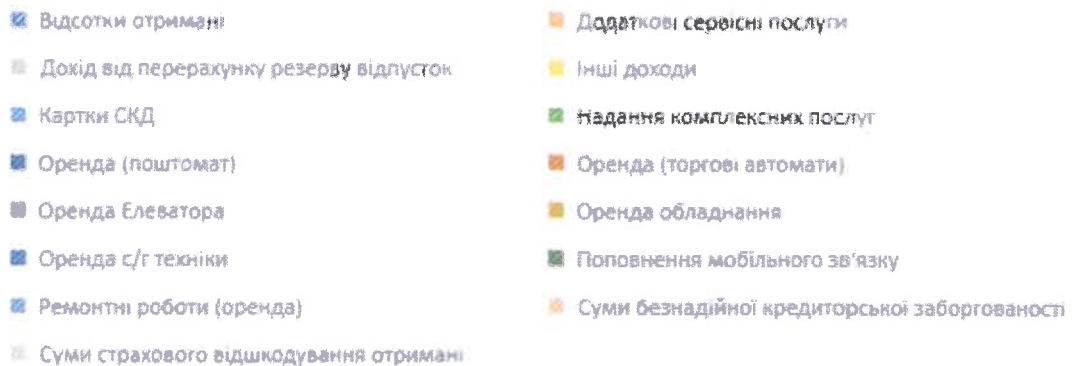 Відсотки отримані
Додаткові сервісні послуги
Дохід від перерахунку резерву відпусток
Інші доходи
Картки СКД
Надання комплексних послуг
Оренда (поштомат)
Оренда (торгові автомати)
Оренда Елеватора
Оренда обладнання
Оренда с/г техніки
Поповнення мобільного зв'язку
Ремонтні роботи (оренда)
Суми безнадійної кредиторської заборгованості
Суми страхового відшкодування отримані